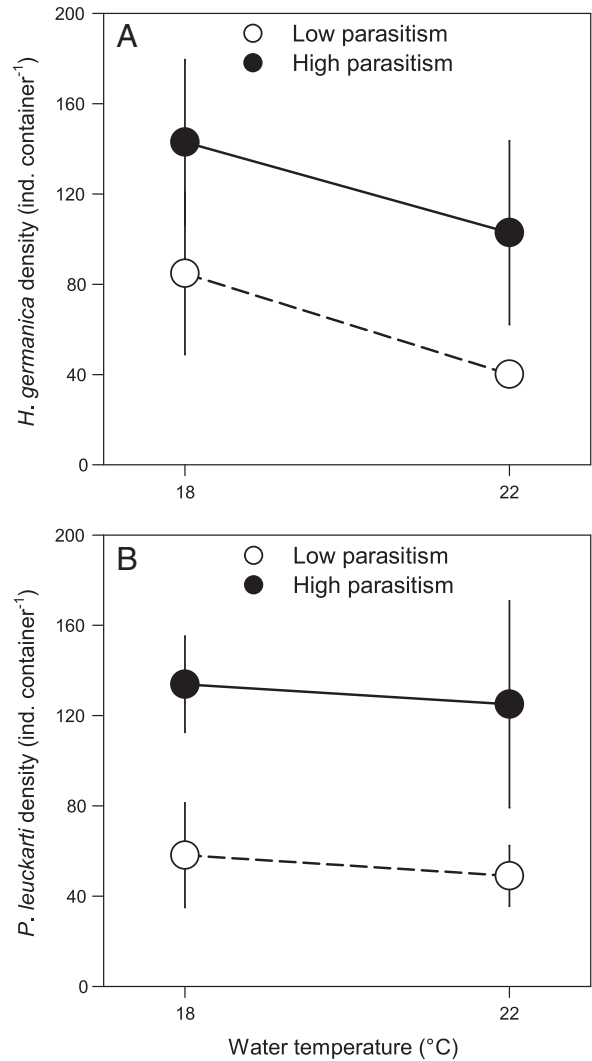 200
A
Low parasitism
High parasitism
160
120
80
40
0
H. germanica density (ind. container⁻¹)
18
22
200
B
Low parasitism
High parasitism
160
120
80
40
0
P. leuckarti density (ind. container⁻¹)
18
22
Water temperature (°C)